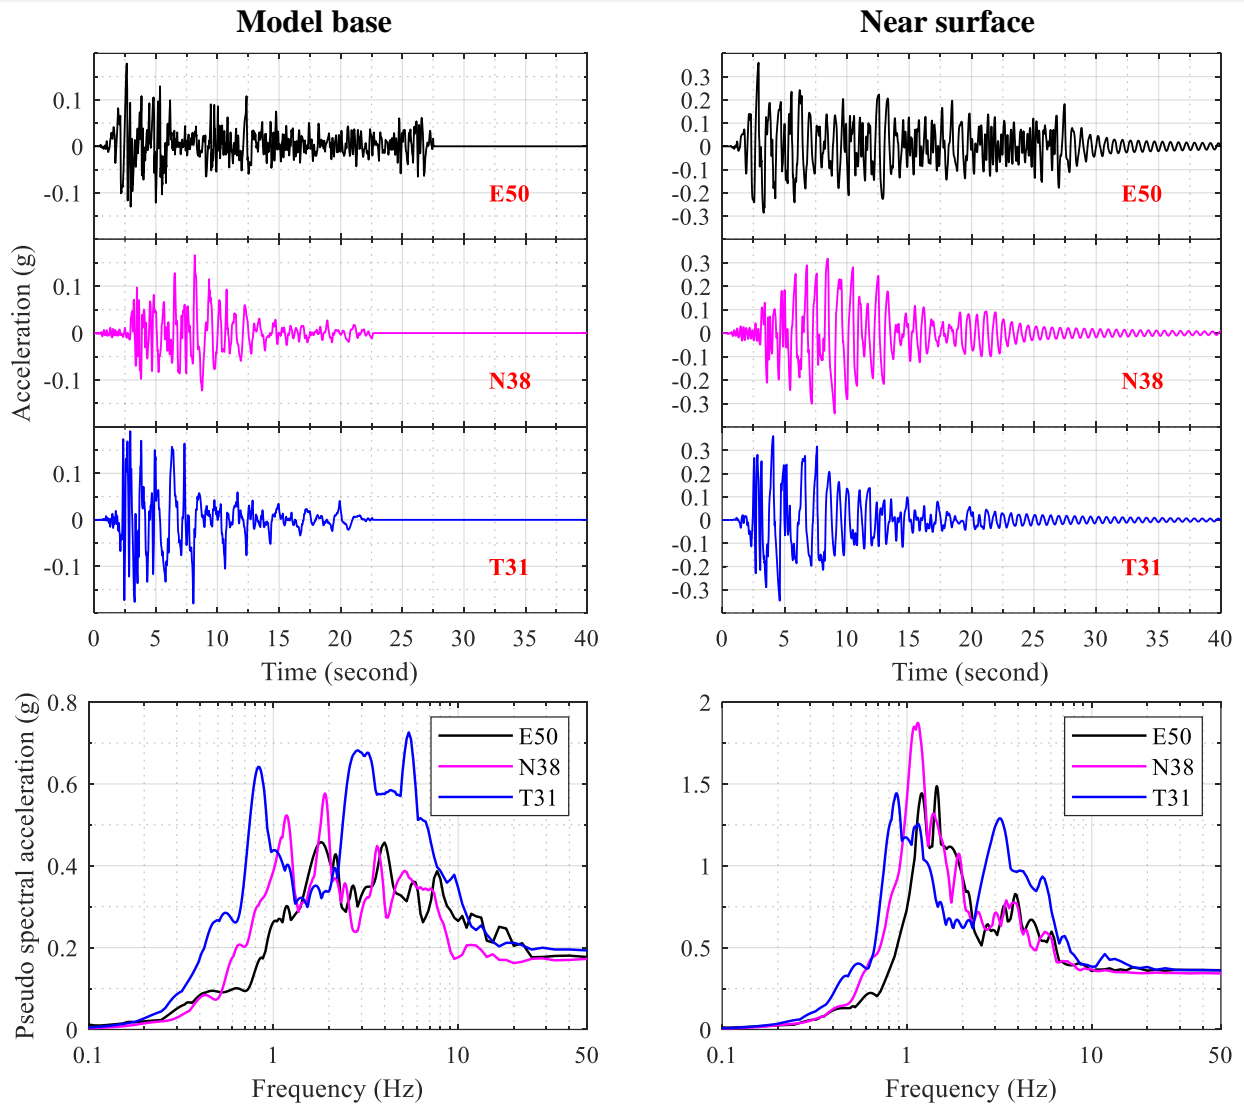 Model base
Near surface
Acceleration (g)
0.1
0
-0.1
E50
0.1
0
-0.1
N38
0.1
0
-0.1
T31
0 5 10 15 20 25 30 35 40
Time (second)
0.3
0.2
0.1
0
-0.1
-0.2
-0.3
E50
0.3
0.2
0.1
0
-0.1
-0.2
-0.3
N38
0.3
0.2
0.1
0
-0.1
-0.2
-0.3
T31
0 5 10 15 20 25 30 35 40
Time (second)
Pseudo spectral acceleration (g)
0.8
0.6
0.4
0.2
0
E50
N38
T31
0.1 1 10 50
Frequency (Hz)
2
1.5
1
0.5
0
E50
N38
T31
0.1 1 10 50
Frequency (Hz)